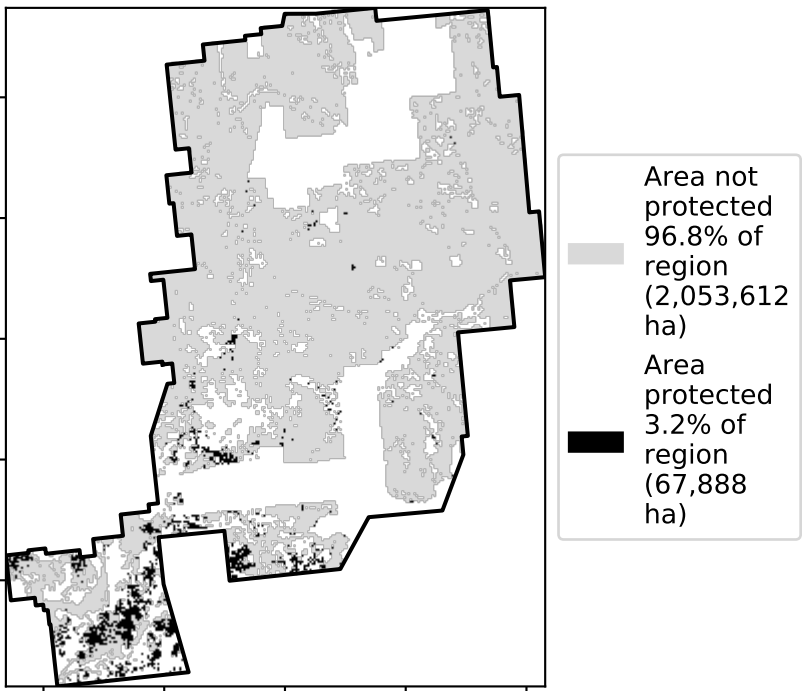 Area not
protected
96.8% of
region
(2,053,612
ha)
Area
protected
3.2% of
region
(67,888
ha)